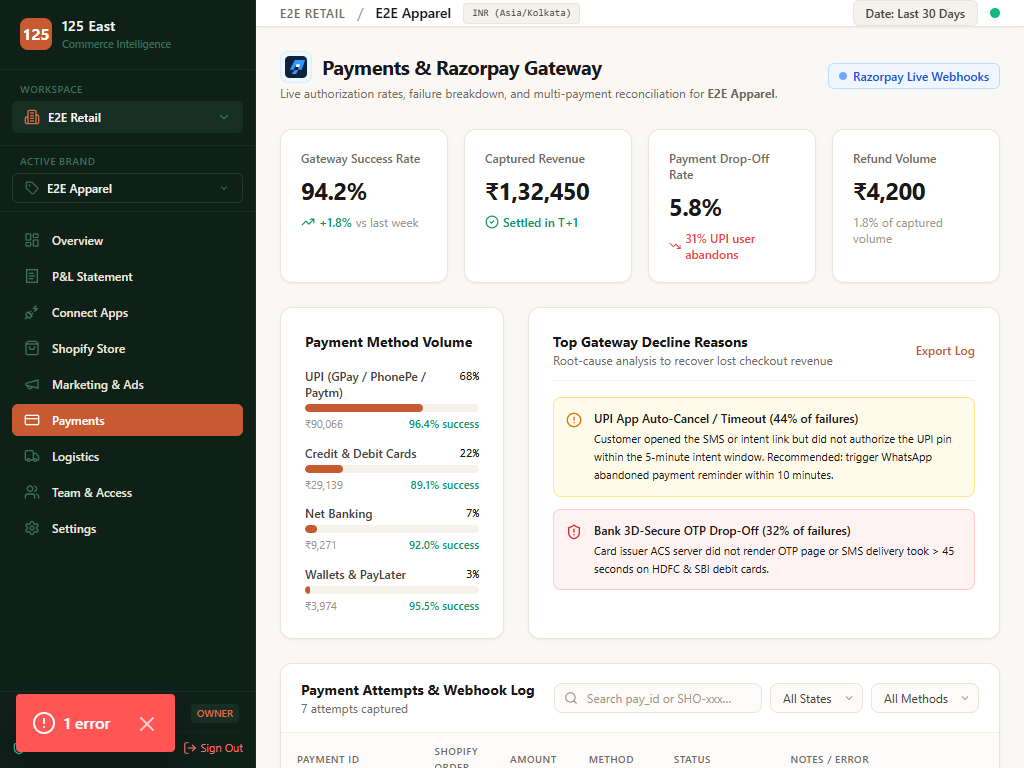 125
125 East
Commerce Intelligence
WORKSPACE
E2E Retail
ACTIVE BRAND
E2E Apparel
Overview
P&L Statement
Connect Apps
Shopify Store
Marketing & Ads
Payments
Logistics
Team & Access
Settings
1 error
OWNER
Sign Out
E2E RETAIL / E2E Apparel INR (Asia/Kolkata)
Date: Last 30 Days
Payments & Razorpay Gateway
Live authorization rates, failure breakdown, and multi-payment reconciliation for E2E Apparel.
Razorpay Live Webhooks
Gateway Success Rate
94.2%
+1.8% vs last week
Captured Revenue
₹1,32,450
Settled in T+1
Payment Drop-Off
Rate
5.8%
31% UPI user
abandons
Refund Volume
₹4,200
1.8% of captured
volume
Payment Method Volume
UPI (GPay / PhonePe /
Paytm)
68%
₹90,066 96.4% success
Credit & Debit Cards 22%
₹29,139 89.1% success
Net Banking 7%
₹9,271 92.0% success
Wallets & PayLater 3%
₹3,974 95.5% success
Top Gateway Decline Reasons
Root-cause analysis to recover lost checkout revenue
Export Log
UPI App Auto-Cancel / Timeout (44% of failures)
Customer opened the SMS or intent link but did not authorize the UPI pin
within the 5-minute intent window. Recommended: trigger WhatsApp
abandoned payment reminder within 10 minutes.
Bank 3D-Secure OTP Drop-Off (32% of failures)
Card issuer ACS server did not render OTP page or SMS delivery took > 45
seconds on HDFC & SBI debit cards.
Payment Attempts & Webhook Log
7 attempts captured
Search pay_id or SHO-xxx...
All States
All Methods
PAYMENT ID
SHOPIFY
ORDER
AMOUNT
METHOD
STATUS
NOTES / ERROR